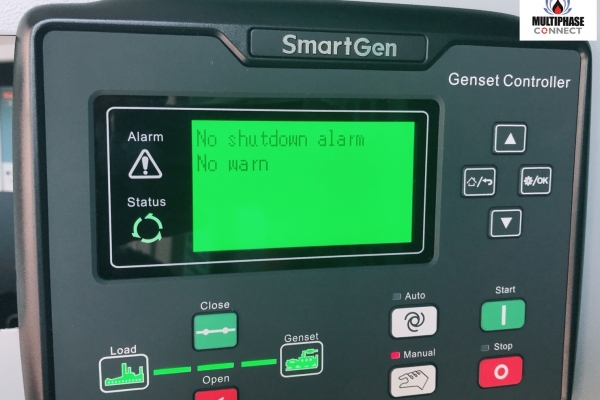 MULTIPHASE
CONNECT
SmartGen
Genset Controller
Alarm
No shutdown alarm
No warn
Status
⌂/↩
⚙/OK
Close
Auto
Start
Load
Genset
Manual
Stop
Open